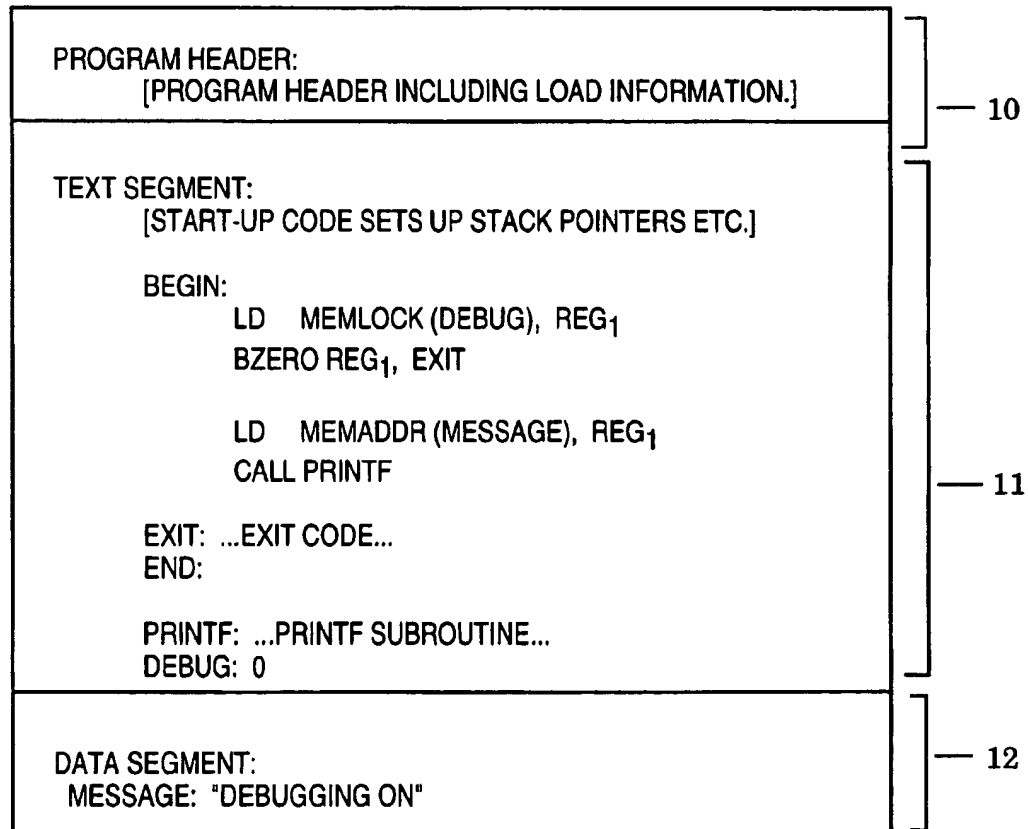 PROGRAM HEADER:
[PROGRAM HEADER INCLUDING LOAD INFORMATION.]
10
TEXT SEGMENT:
[START-UP CODE SETS UP STACK POINTERS ETC.]
BEGIN:
LD MEMLOCK (DEBUG), REG₁
BZERO REG₁, EXIT
LD MEMADDR (MESSAGE), REG₁
CALL PRINTF
11
EXIT: ...EXIT CODE...
END:
PRINTF: ...PRINTF SUBROUTINE...
DEBUG: 0
DATA SEGMENT:
12
MESSAGE: "DEBUGGING ON"